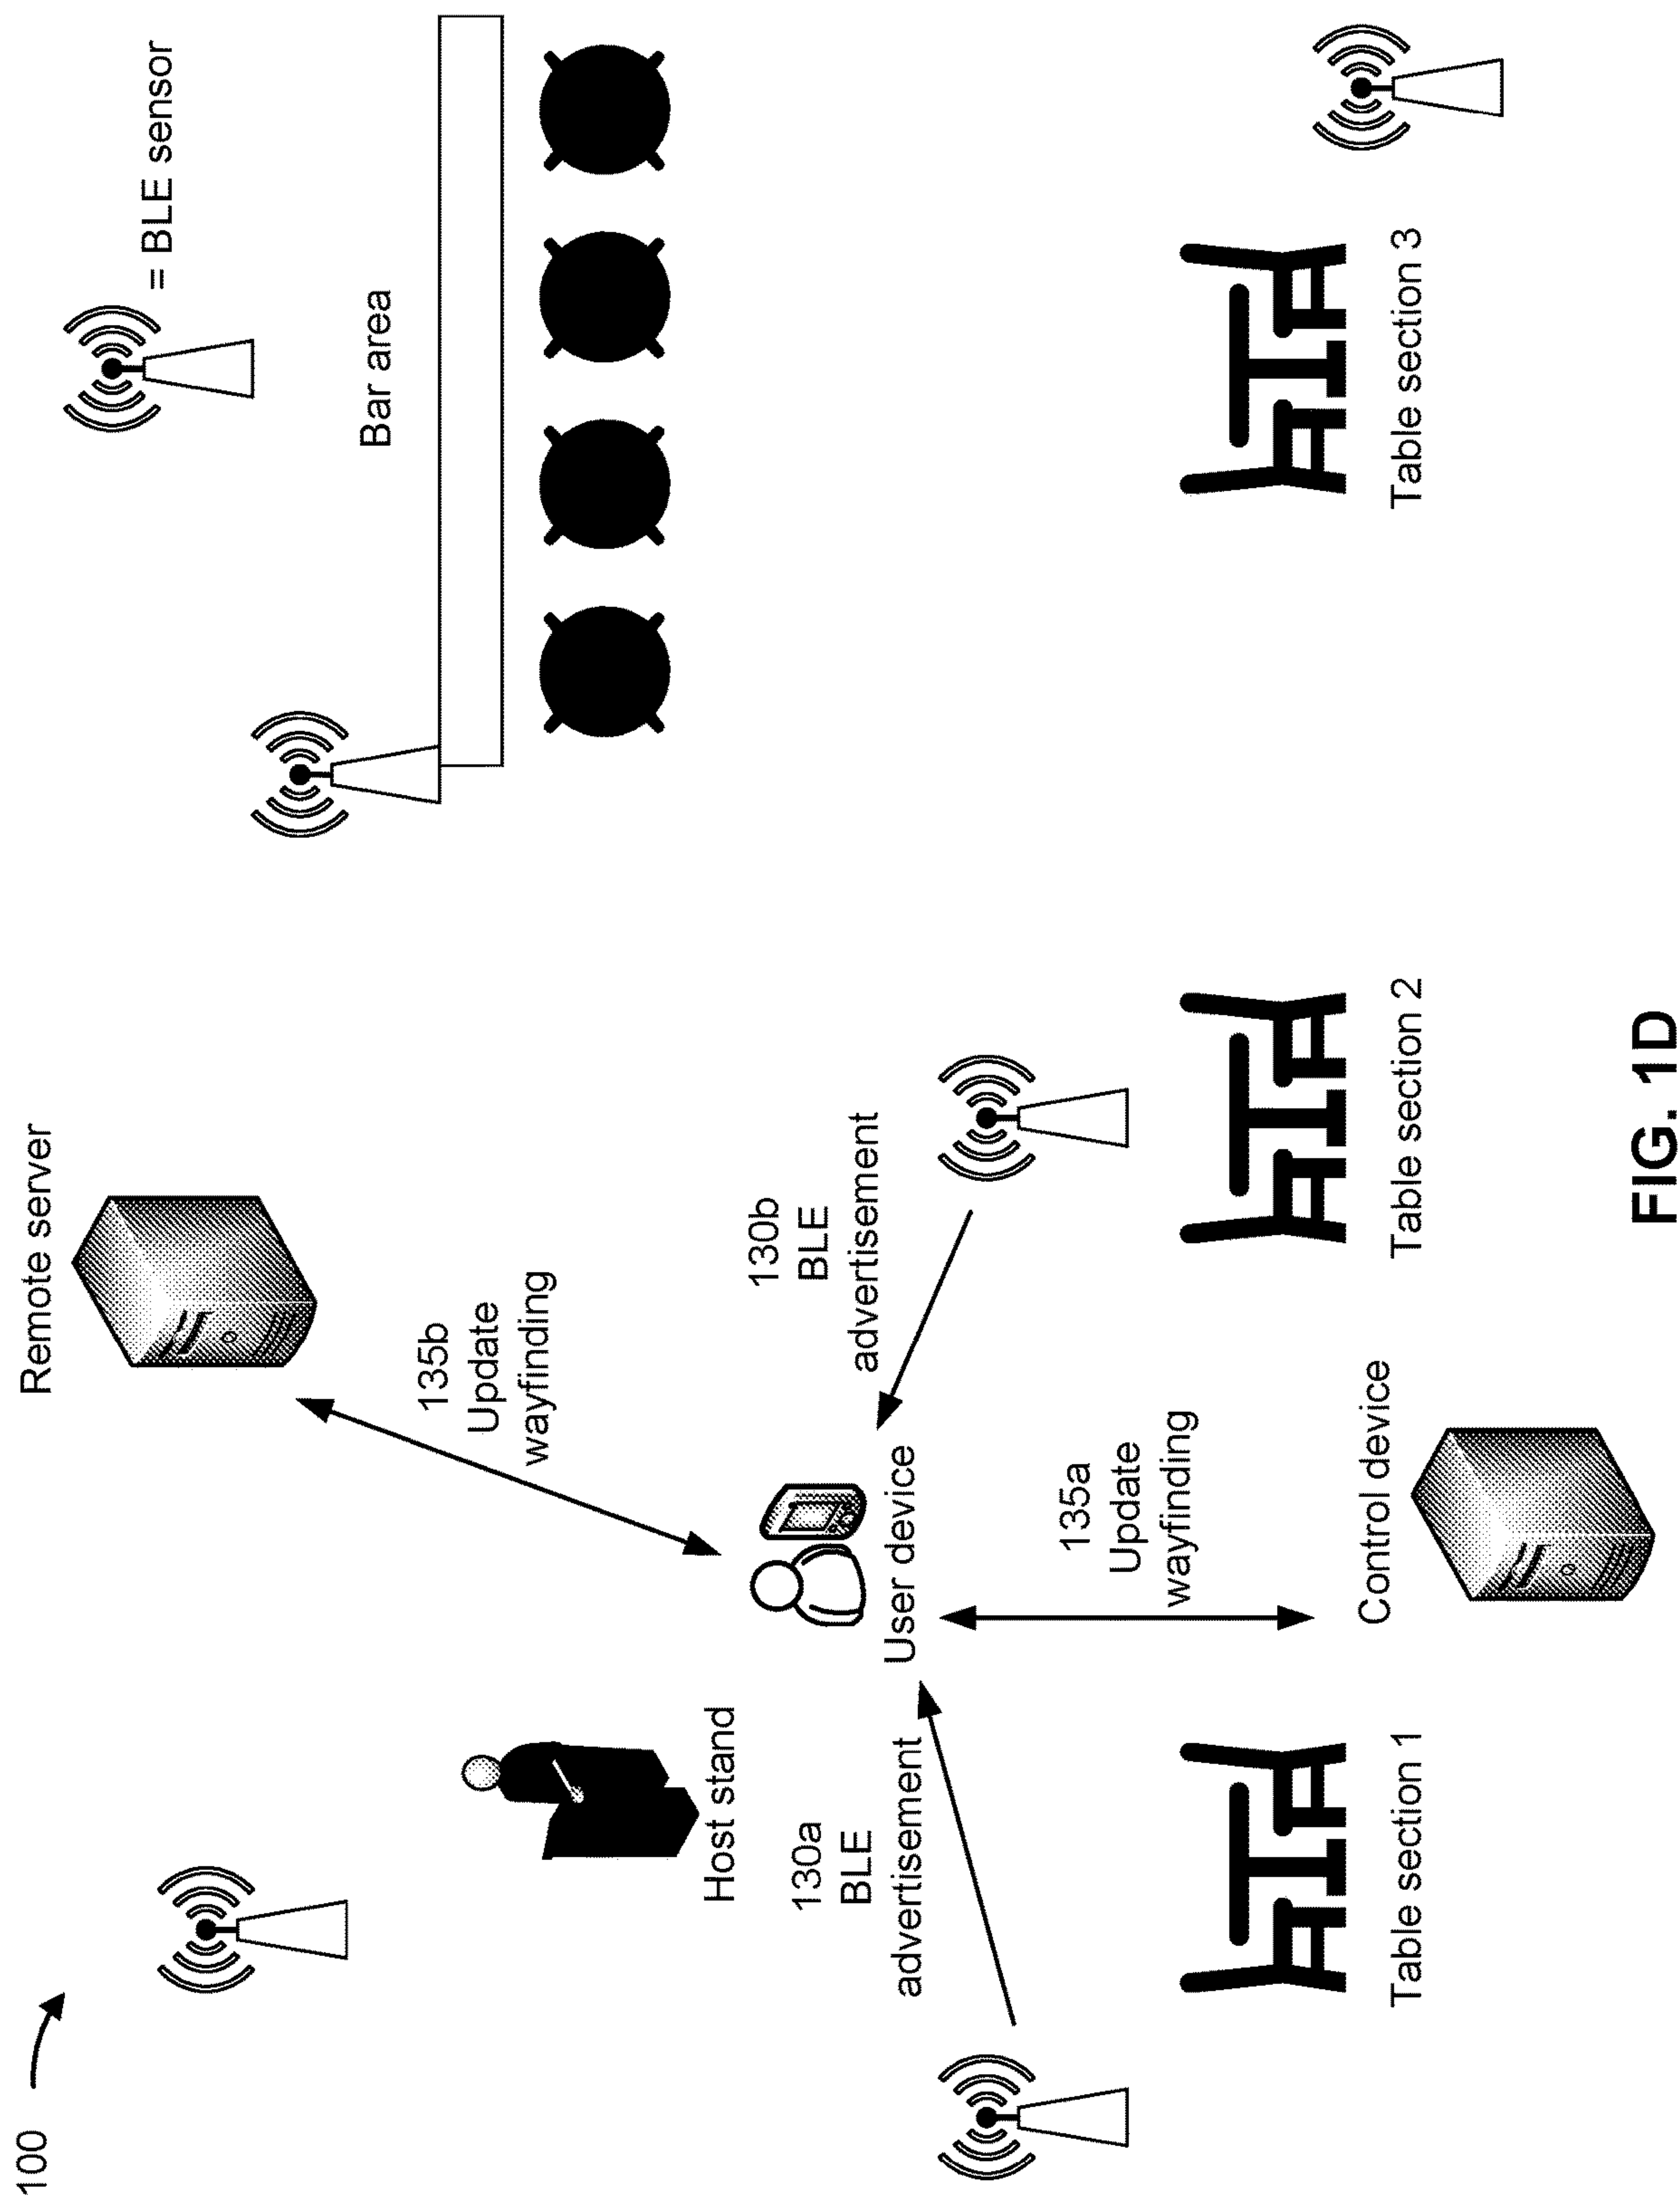 100
Remote server
= BLE sensor
Bar area
135b
Update
wayfinding
Host stand
130a
BLE
advertisement
User device
130b
BLE
advertisement
135a
Update
wayfinding
Table section 1
Control device
Table section 2
Table section 3
FIG. 1D